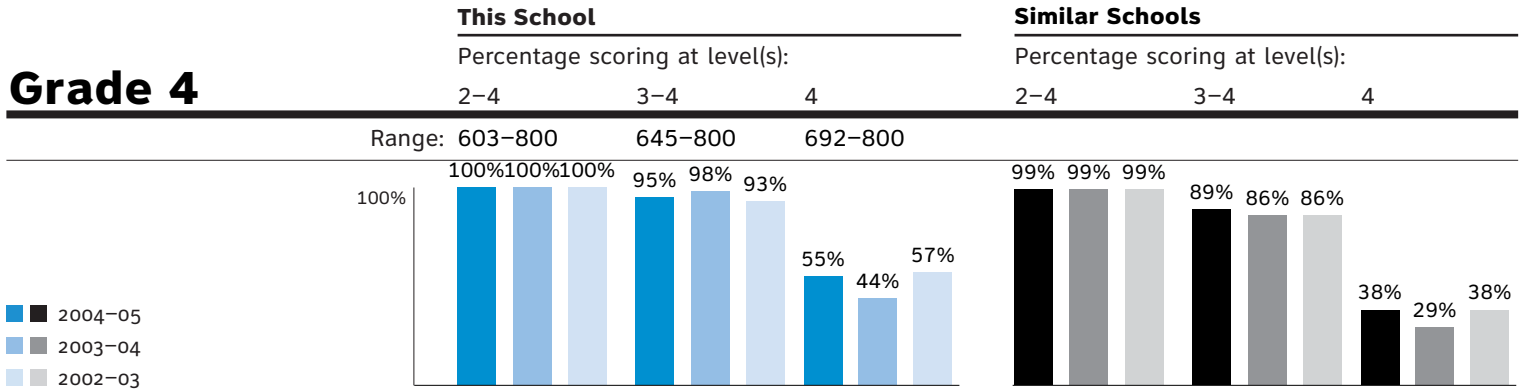 This School Similar Schools
Percentage scoring at level(s): Percentage scoring at level(s):
Grade 4 2–4 3–4 4 2–4 3–4 4
Range: 603–800 645–800 692–800
100% 100% 100% 95% 98% 93% 55% 44% 57% 99% 99% 99% 89% 86% 86% 38% 29% 38%
100%
2004–05
2003–04
2002–03